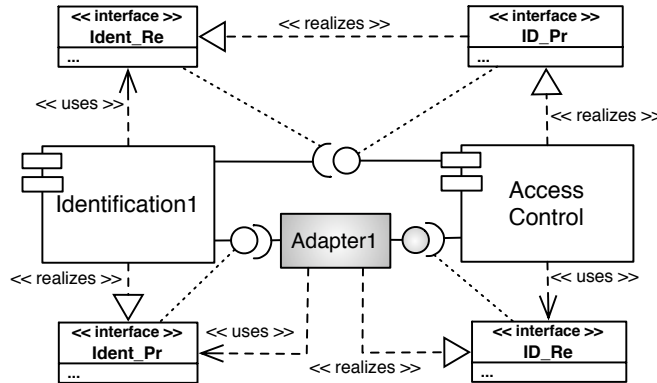 << interface >>
Ident_Re
...
<< realizes >>
<< interface >>
ID_Pr
...
<< uses >>
<< realizes >>
Identification1
Access
Control
Adapter1
<< realizes >>
<< uses >>
<< interface >>
Ident_Pr
...
<< uses >>
<< realizes >>
<< interface >>
ID_Re
...